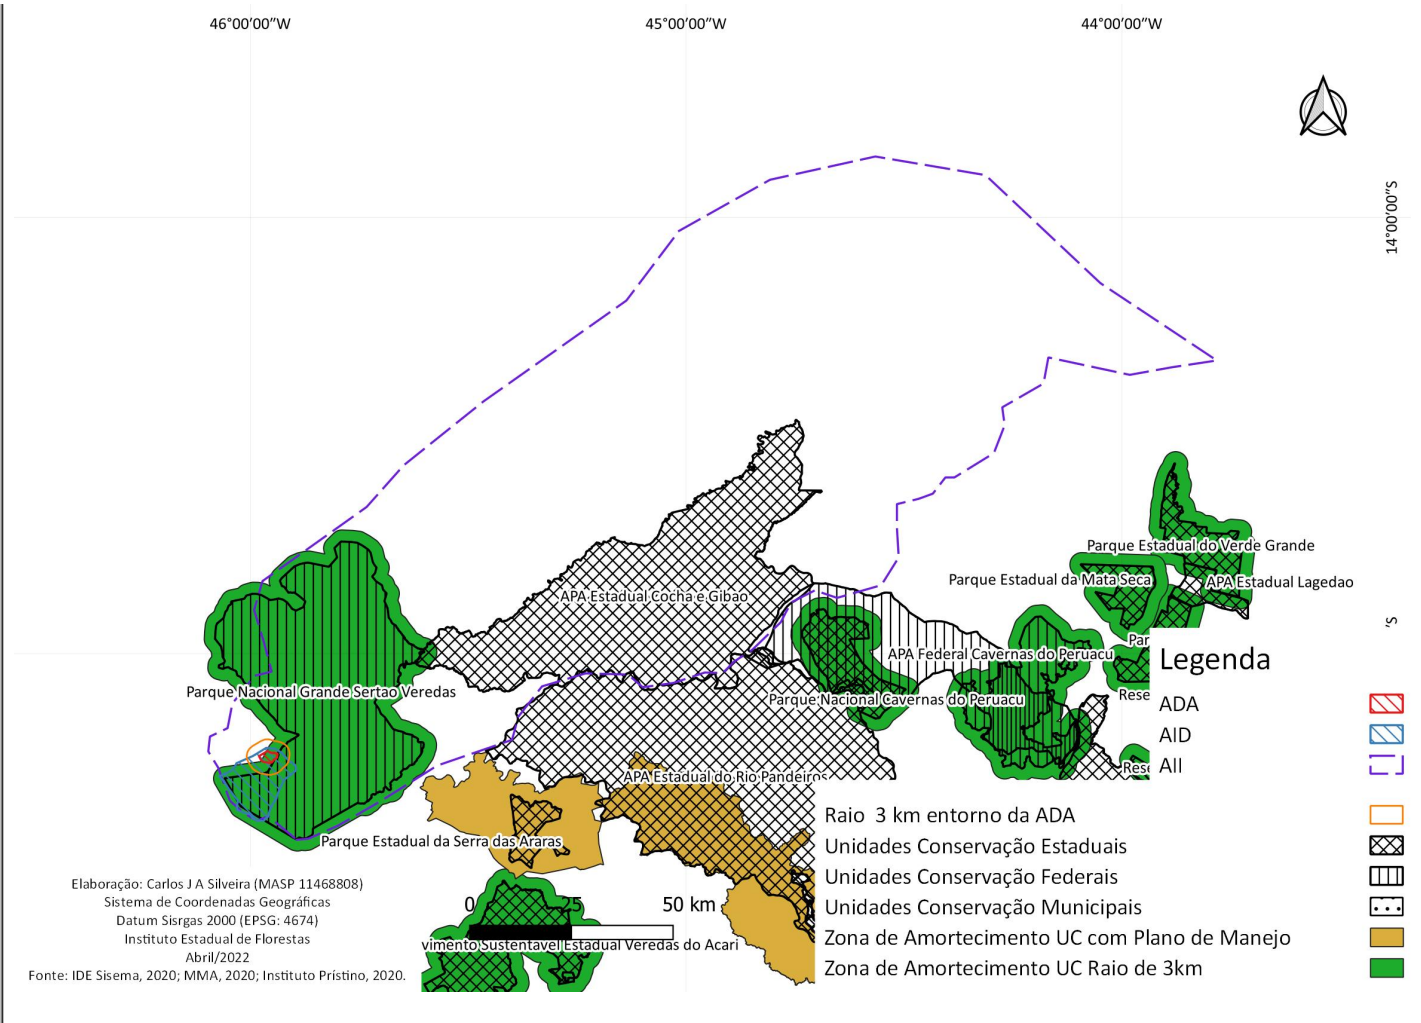 46°00'00"W
45°00'00"W
44°00'00"W
14°00'00"S
Parque Estadual do Verde Grande
Parque Estadual da Mata Seca
APA Estadual Lagedao
APA Estadual Cocha e Gibao
'S
Par
APA Federal Cavernas do Peruacu
Legenda
Parque Nacional Grande Sertao Veredas
Parque Nacional Cavernas do Peruacu
Rese
ADA
AID
Rese
AII
APA Estadual do Rio Pandeiros
Raio 3 km entorno da ADA
Parque Estadual da Serra das Araras
Unidades Conservação Estaduais
Unidades Conservação Federais
Unidades Conservação Municipais
Zona de Amortecimento UC com Plano de Manejo
Zona de Amortecimento UC Raio de 3km
0 25 50 km
vimento Sustentavel Estadual Veredas do Acari
Elaboração: Carlos J A Silveira (MASP 11468808)
Sistema de Coordenadas Geográficas
Datum Sisrgas 2000 (EPSG: 4674)
Instituto Estadual de Florestas
Abril/2022
Fonte: IDE Sisema, 2020; MMA, 2020; Instituto Prístino, 2020.